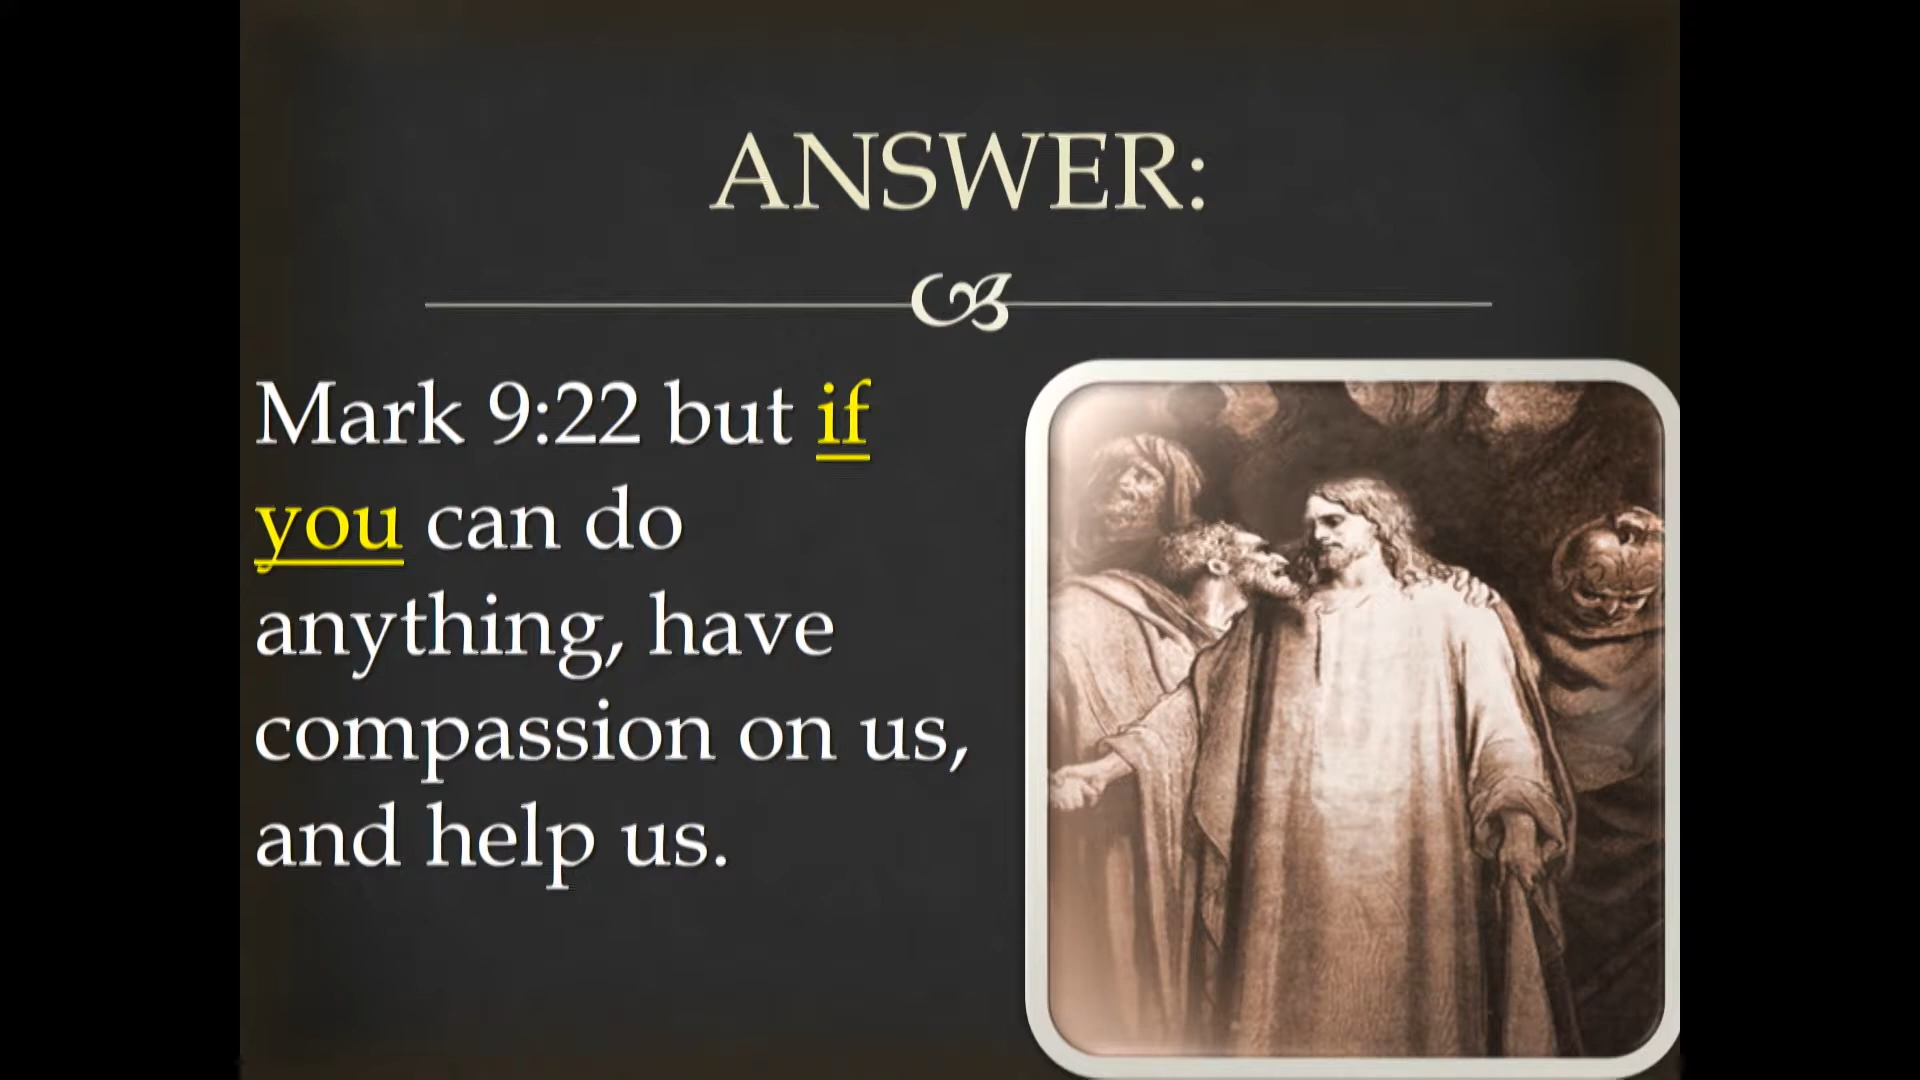 ANSWER:
Mark 9:22 but if
you can do
anything, have
compassion on us,
and help us.